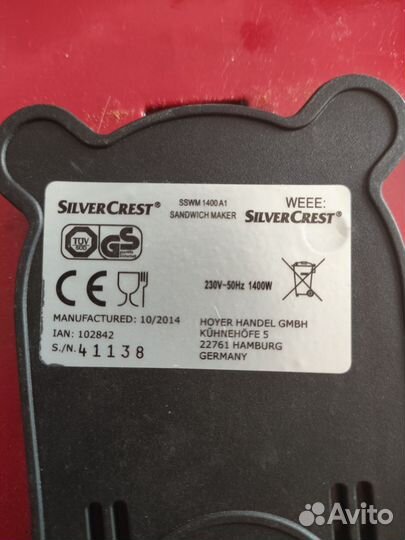 SILVERCREST®
SSWM 1400 A1
SANDWICH MAKER
WEEE:
SILVERCREST®
TÜV
SÜD
GS
CE
230V~50Hz 1400W
MANUFACTURED: 10/2014
IAN: 102842
S./N. 41138
HOYER HANDEL GMBH
KÜHNEHÖFE 5
22761 HAMBURG
GERMANY
Avito